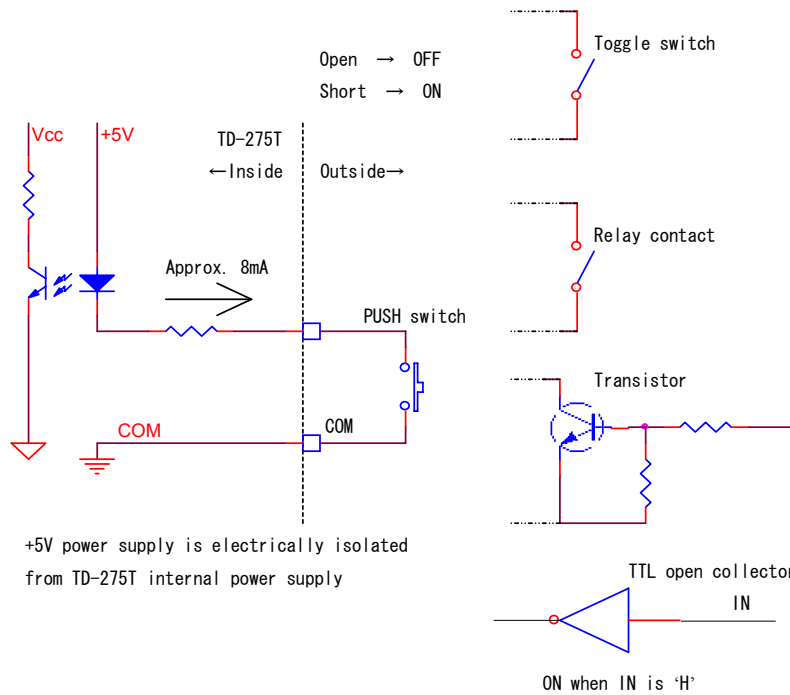 Open → OFF
Short → ON
Toggle switch
Vcc
+5V
TD-275T
←Inside
Outside→
Relay contact
Approx. 8mA
PUSH switch
Transistor
COM
COM
+5V power supply is electrically isolated
from TD-275T internal power supply
TTL open collector
IN
ON when IN is ‘H’